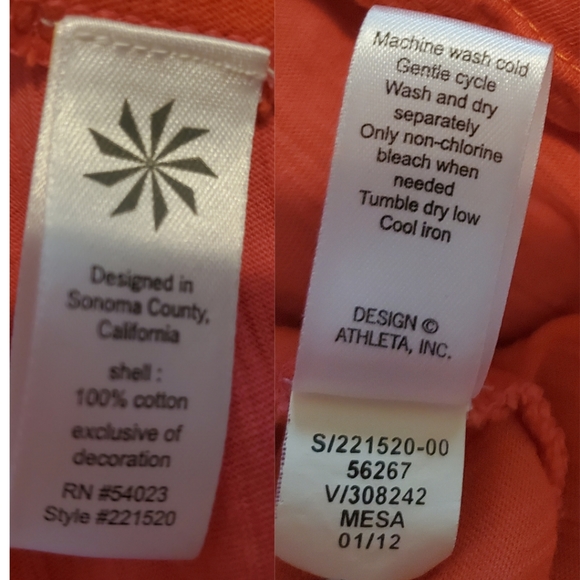 Designed in
Sonoma County,
California
shell :
100% cotton
exclusive of
decoration
RN #54023
Style #221520
Machine wash cold
Gentle cycle
Wash and dry
separately
Only non-chlorine
bleach when
needed
Tumble dry low
Cool iron
DESIGN ©
ATHLETA, INC.
S/221520-00
56267
V/308242
MESA
01/12